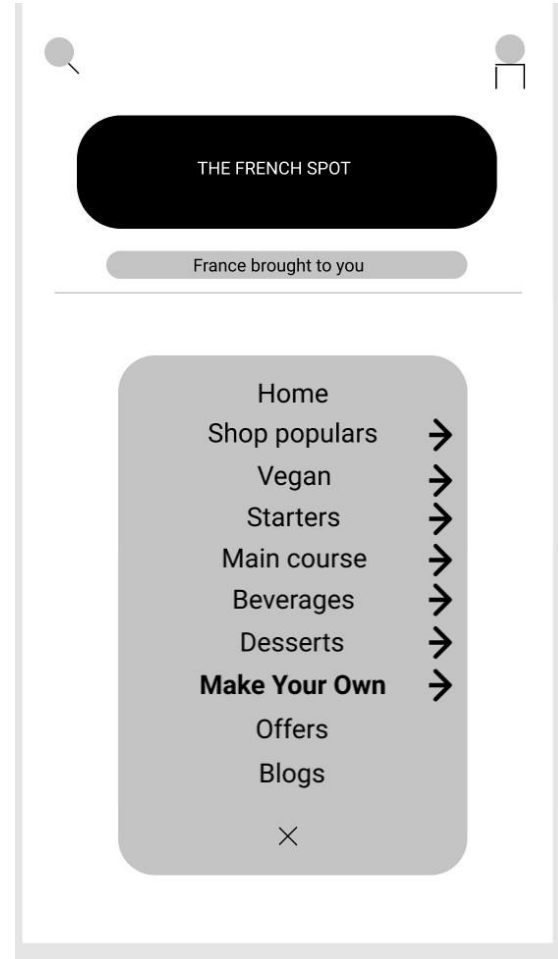 THE FRENCH SPOT
France brought to you
Home
Shop populars
Vegan
Starters
Main course
Beverages
Desserts
Make Your Own
Offers
Blogs